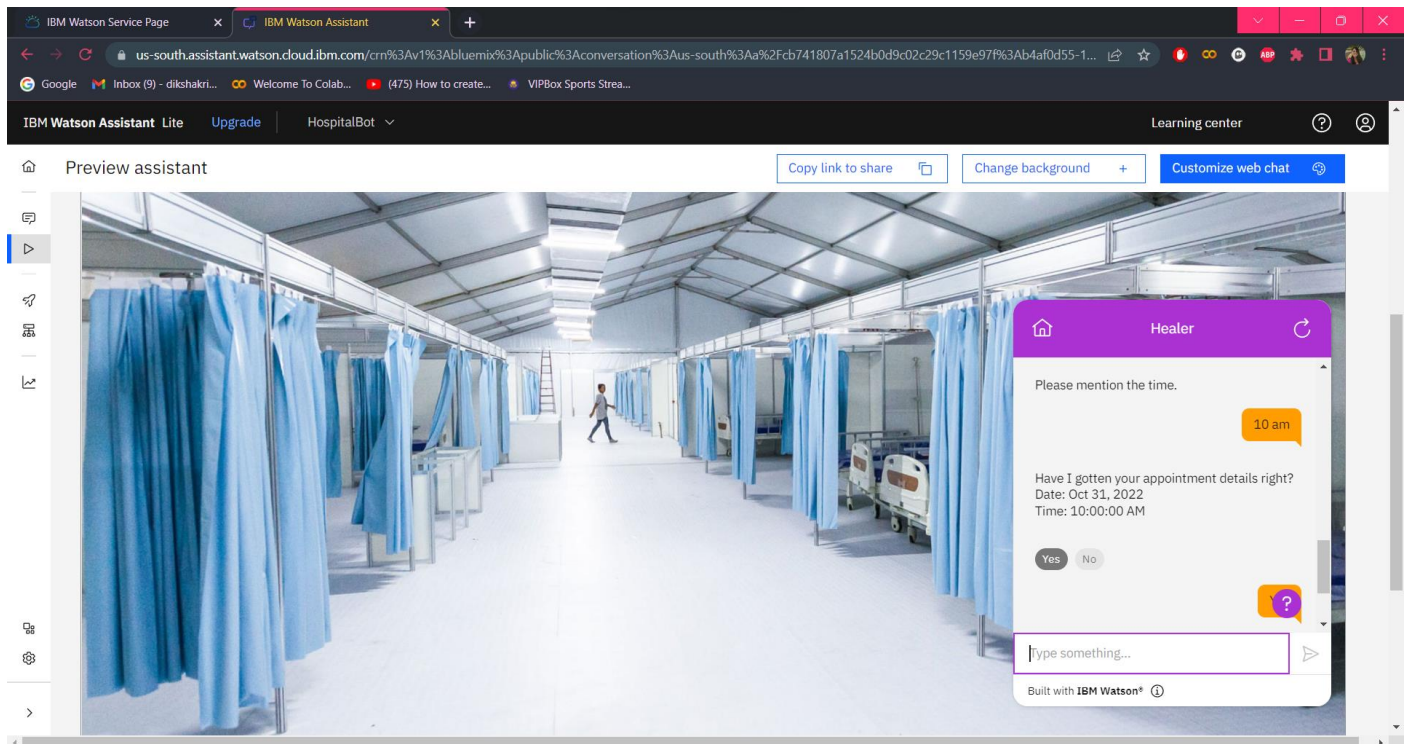 IBM Watson Service Page
IBM Watson Assistant
us-south.assistant.watson.cloud.ibm.com/crn%3Av1%3Abluemix%3Apublic%3Aconversation%3Aus-south%3Aa%2Fcb741807a1524b0d9c02c29c1159e97f%3Ab4af0d55-1...
Google Inbox (9) - dikshakri... Welcome To Colab... (475) How to create... VIPBox Sports Strea...
IBM Watson Assistant Lite Upgrade HospitalBot Learning center
Preview assistant Copy link to share Change background + Customize web chat
Healer
Please mention the time.
10 am
Have I gotten your appointment details right?
Date: Oct 31, 2022
Time: 10:00:00 AM
Yes No
?
Type something...
Built with IBM Watson®